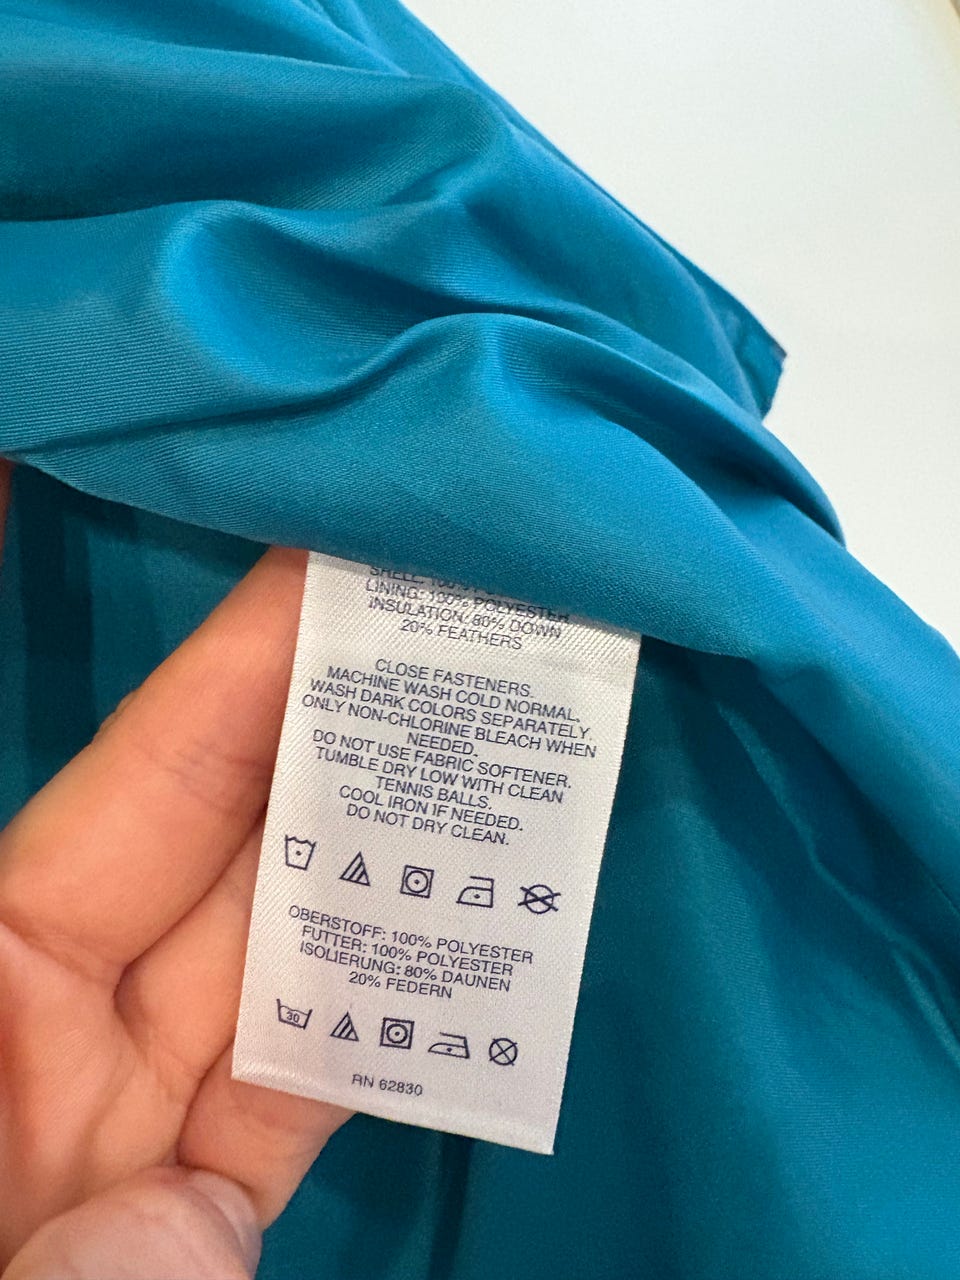 SHELL: 100%
LINING: 100% POLYESTER
INSULATION: 80% DOWN
20% FEATHERS
CLOSE FASTENERS.
MACHINE WASH COLD NORMAL.
WASH DARK COLORS SEPARATELY.
ONLY NON-CHLORINE BLEACH WHEN
NEEDED.
DO NOT USE FABRIC SOFTENER.
TUMBLE DRY LOW WITH CLEAN
TENNIS BALLS.
COOL IRON IF NEEDED.
DO NOT DRY CLEAN.
OBERSTOFF: 100% POLYESTER
FUTTER: 100% POLYESTER
ISOLIERUNG: 80% DAUNEN
20% FEDERN
30
RN 62830